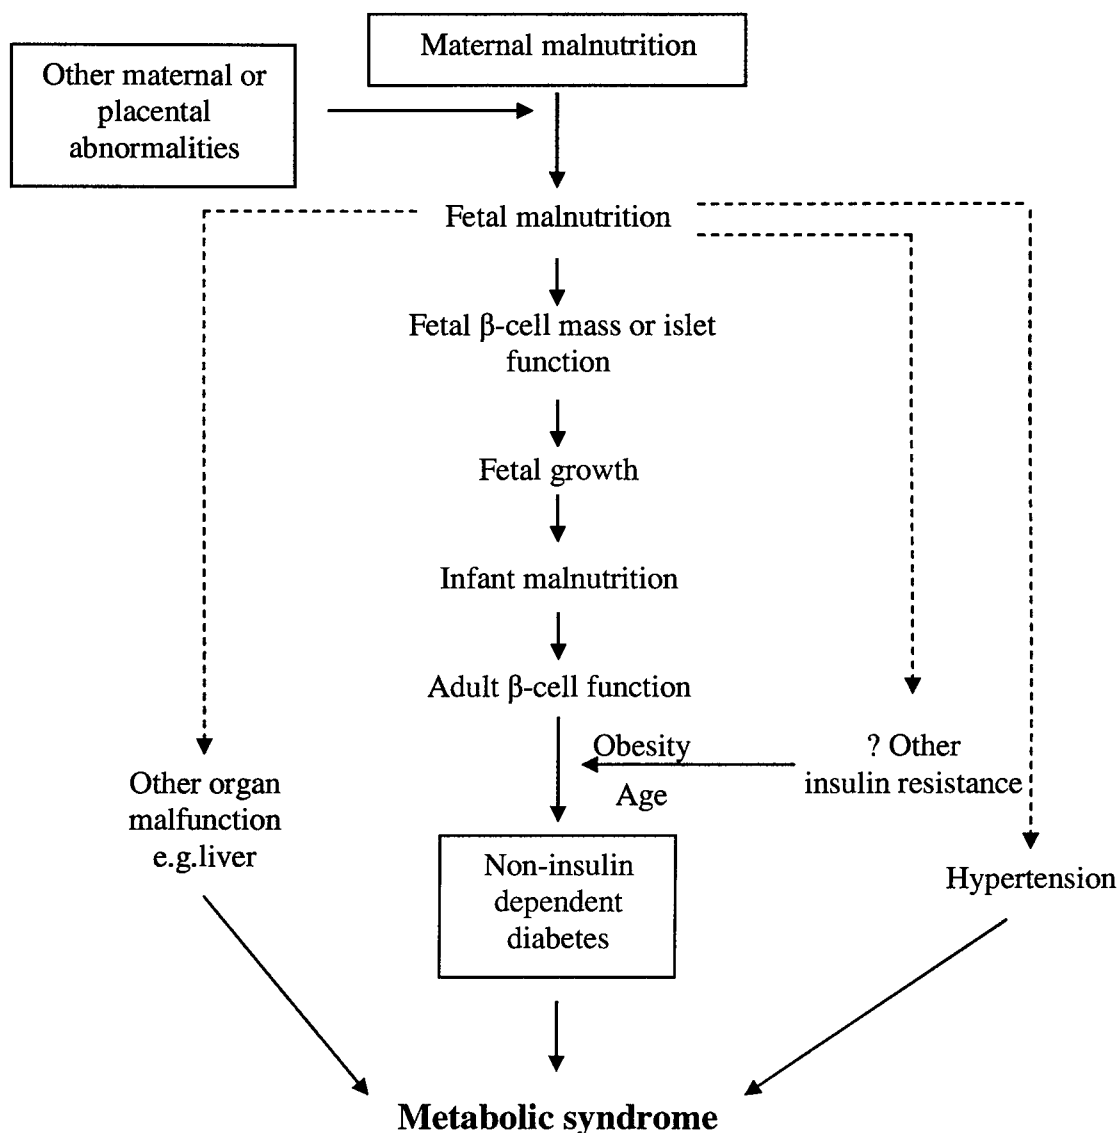 Maternal malnutrition
Other maternal or
placental
abnormalities
Fetal malnutrition
Fetal β-cell mass or islet
function
Fetal growth
Infant malnutrition
Adult β-cell function
Obesity
Age
? Other
insulin resistance
Other organ
malfunction
e.g.liver
Non-insulin
dependent
diabetes
Hypertension
Metabolic syndrome